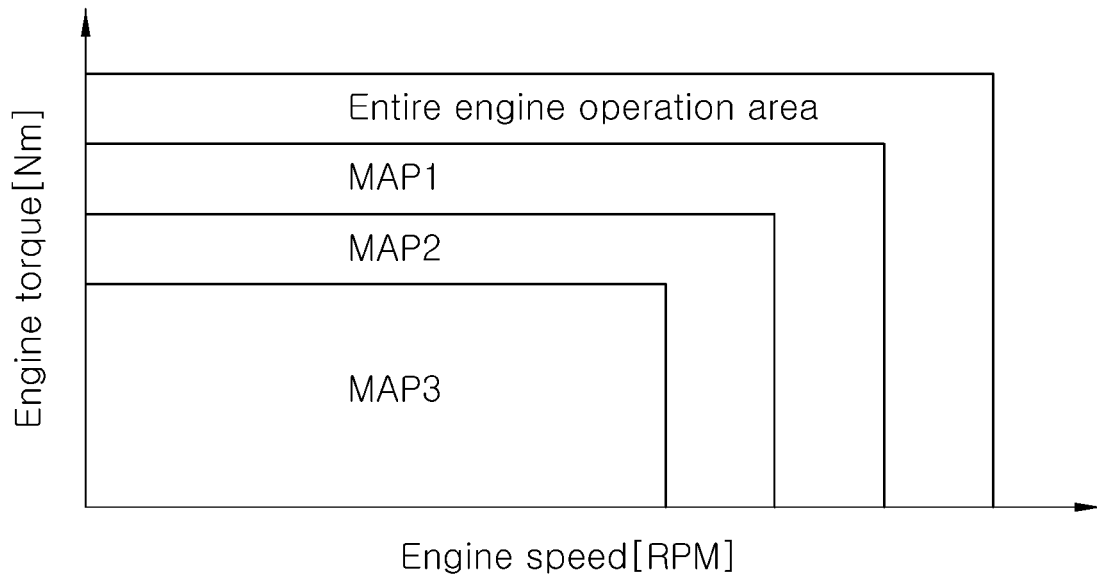 Engine torque[Nm]
Entire engine operation area
MAP1
MAP2
MAP3
Engine speed[RPM]